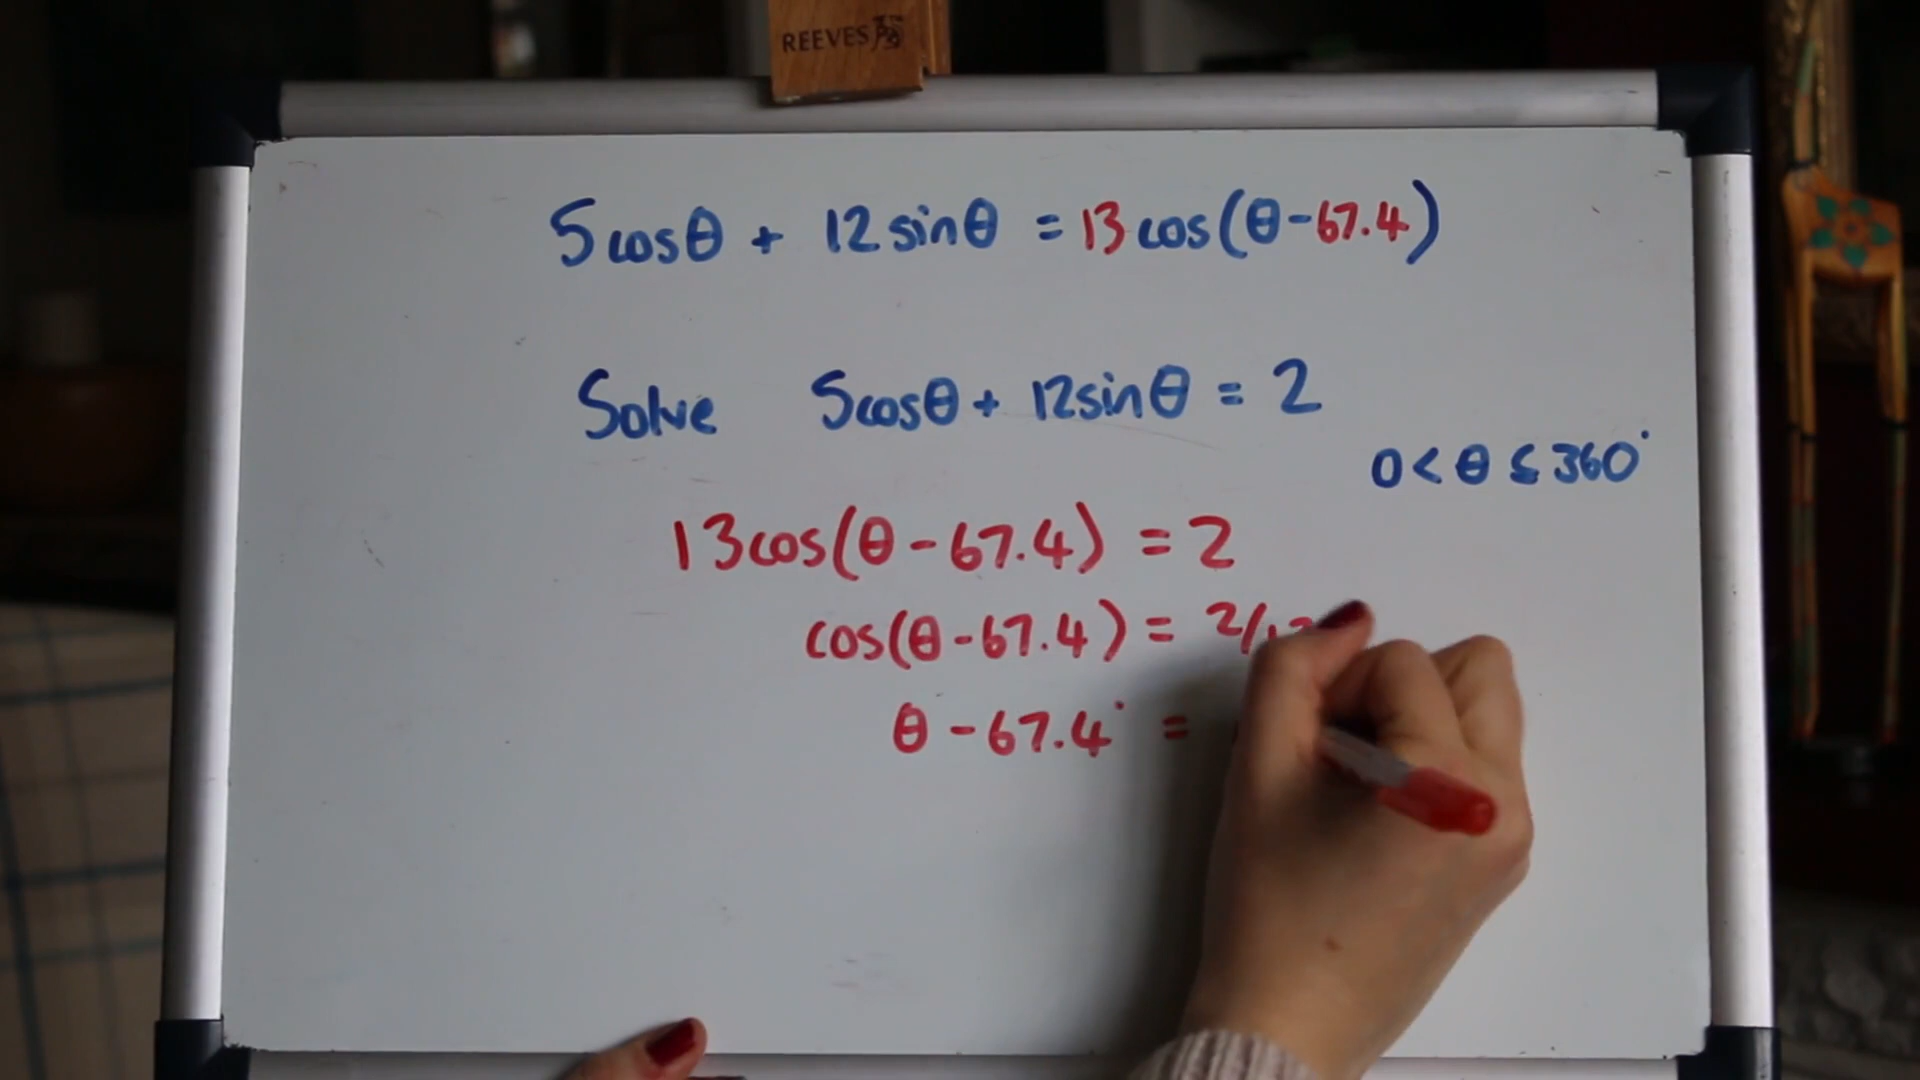 REEVES
5cosθ + 12sinθ = 13cos(θ-67.4)
Solve 5cosθ + 12sinθ = 2
0 < θ ≤ 360°
13cos(θ-67.4) = 2
cos(θ-67.4) = 2/
θ - 67.4° =